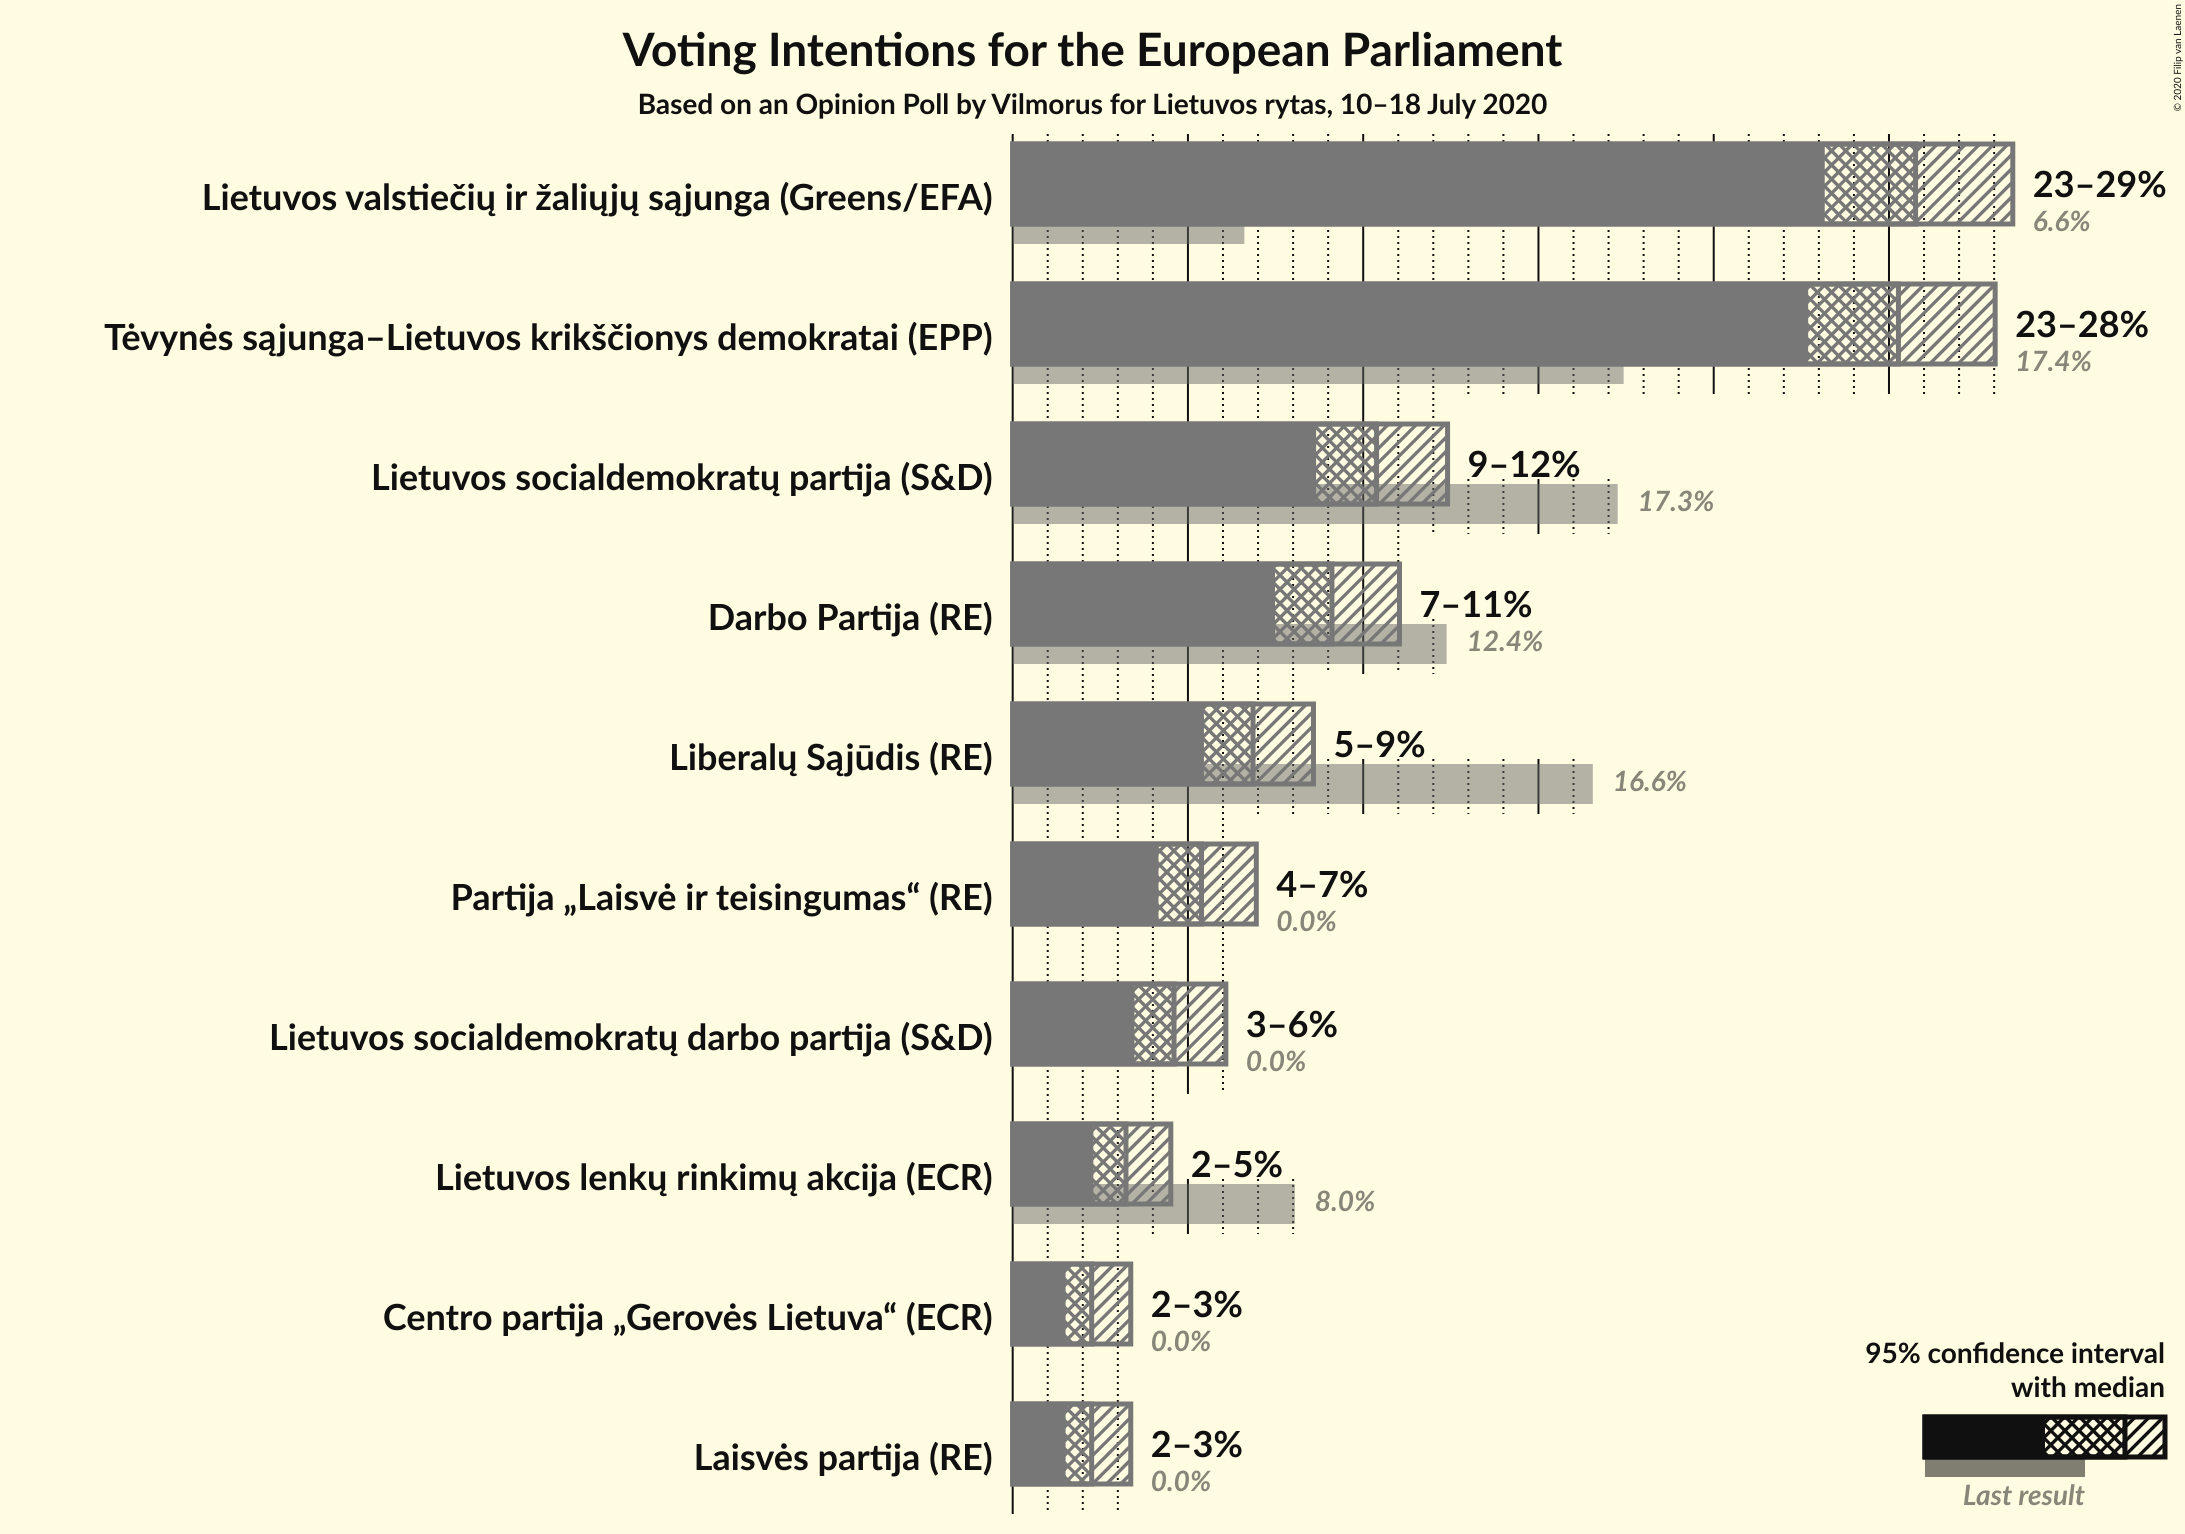 Voting Intentions for the European Parliament
Based on an Opinion Poll by Vilmorus for Lietuvos rytas, 10–18 July 2020
© 2020 Filip van Laenen
Lietuvos valstiečių ir žaliųjų sąjunga (Greens/EFA)
23–29%
6.6%
Tėvynės sąjunga–Lietuvos krikščionys demokratai (EPP)
23–28%
17.4%
Lietuvos socialdemokratų partija (S&D)
9–12%
17.3%
Darbo Partija (RE)
7–11%
12.4%
Liberalų Sąjūdis (RE)
5–9%
16.6%
Partija „Laisvė ir teisingumas“ (RE)
4–7%
0.0%
Lietuvos socialdemokratų darbo partija (S&D)
3–6%
0.0%
Lietuvos lenkų rinkimų akcija (ECR)
2–5%
8.0%
Centro partija „Gerovės Lietuva“ (ECR)
2–3%
0.0%
Laisvės partija (RE)
2–3%
0.0%
95% confidence interval
with median
Last result